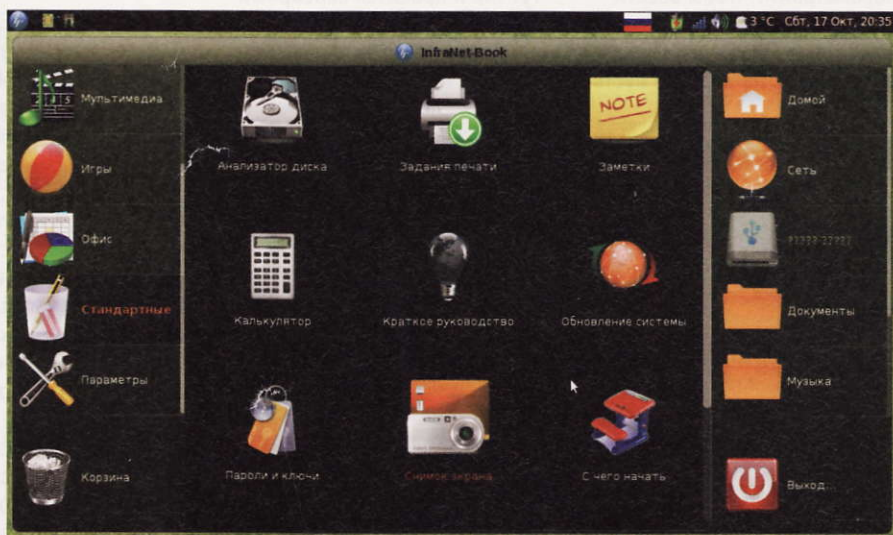 3 °C Сбт, 17 Окт, 20:35
InfraNet-Book
Мультимедиа
Игры
Офис
Стандартные
Параметры
Корзина
Анализатор диска
Задания печати
NOTE
Заметки
Калькулятор
Краткое руководство
Обновление системы
Пароли и ключи
Снимок экрана
С чего начать
Домой
Сеть
????? ?????
Документы
Музыка
Выход...